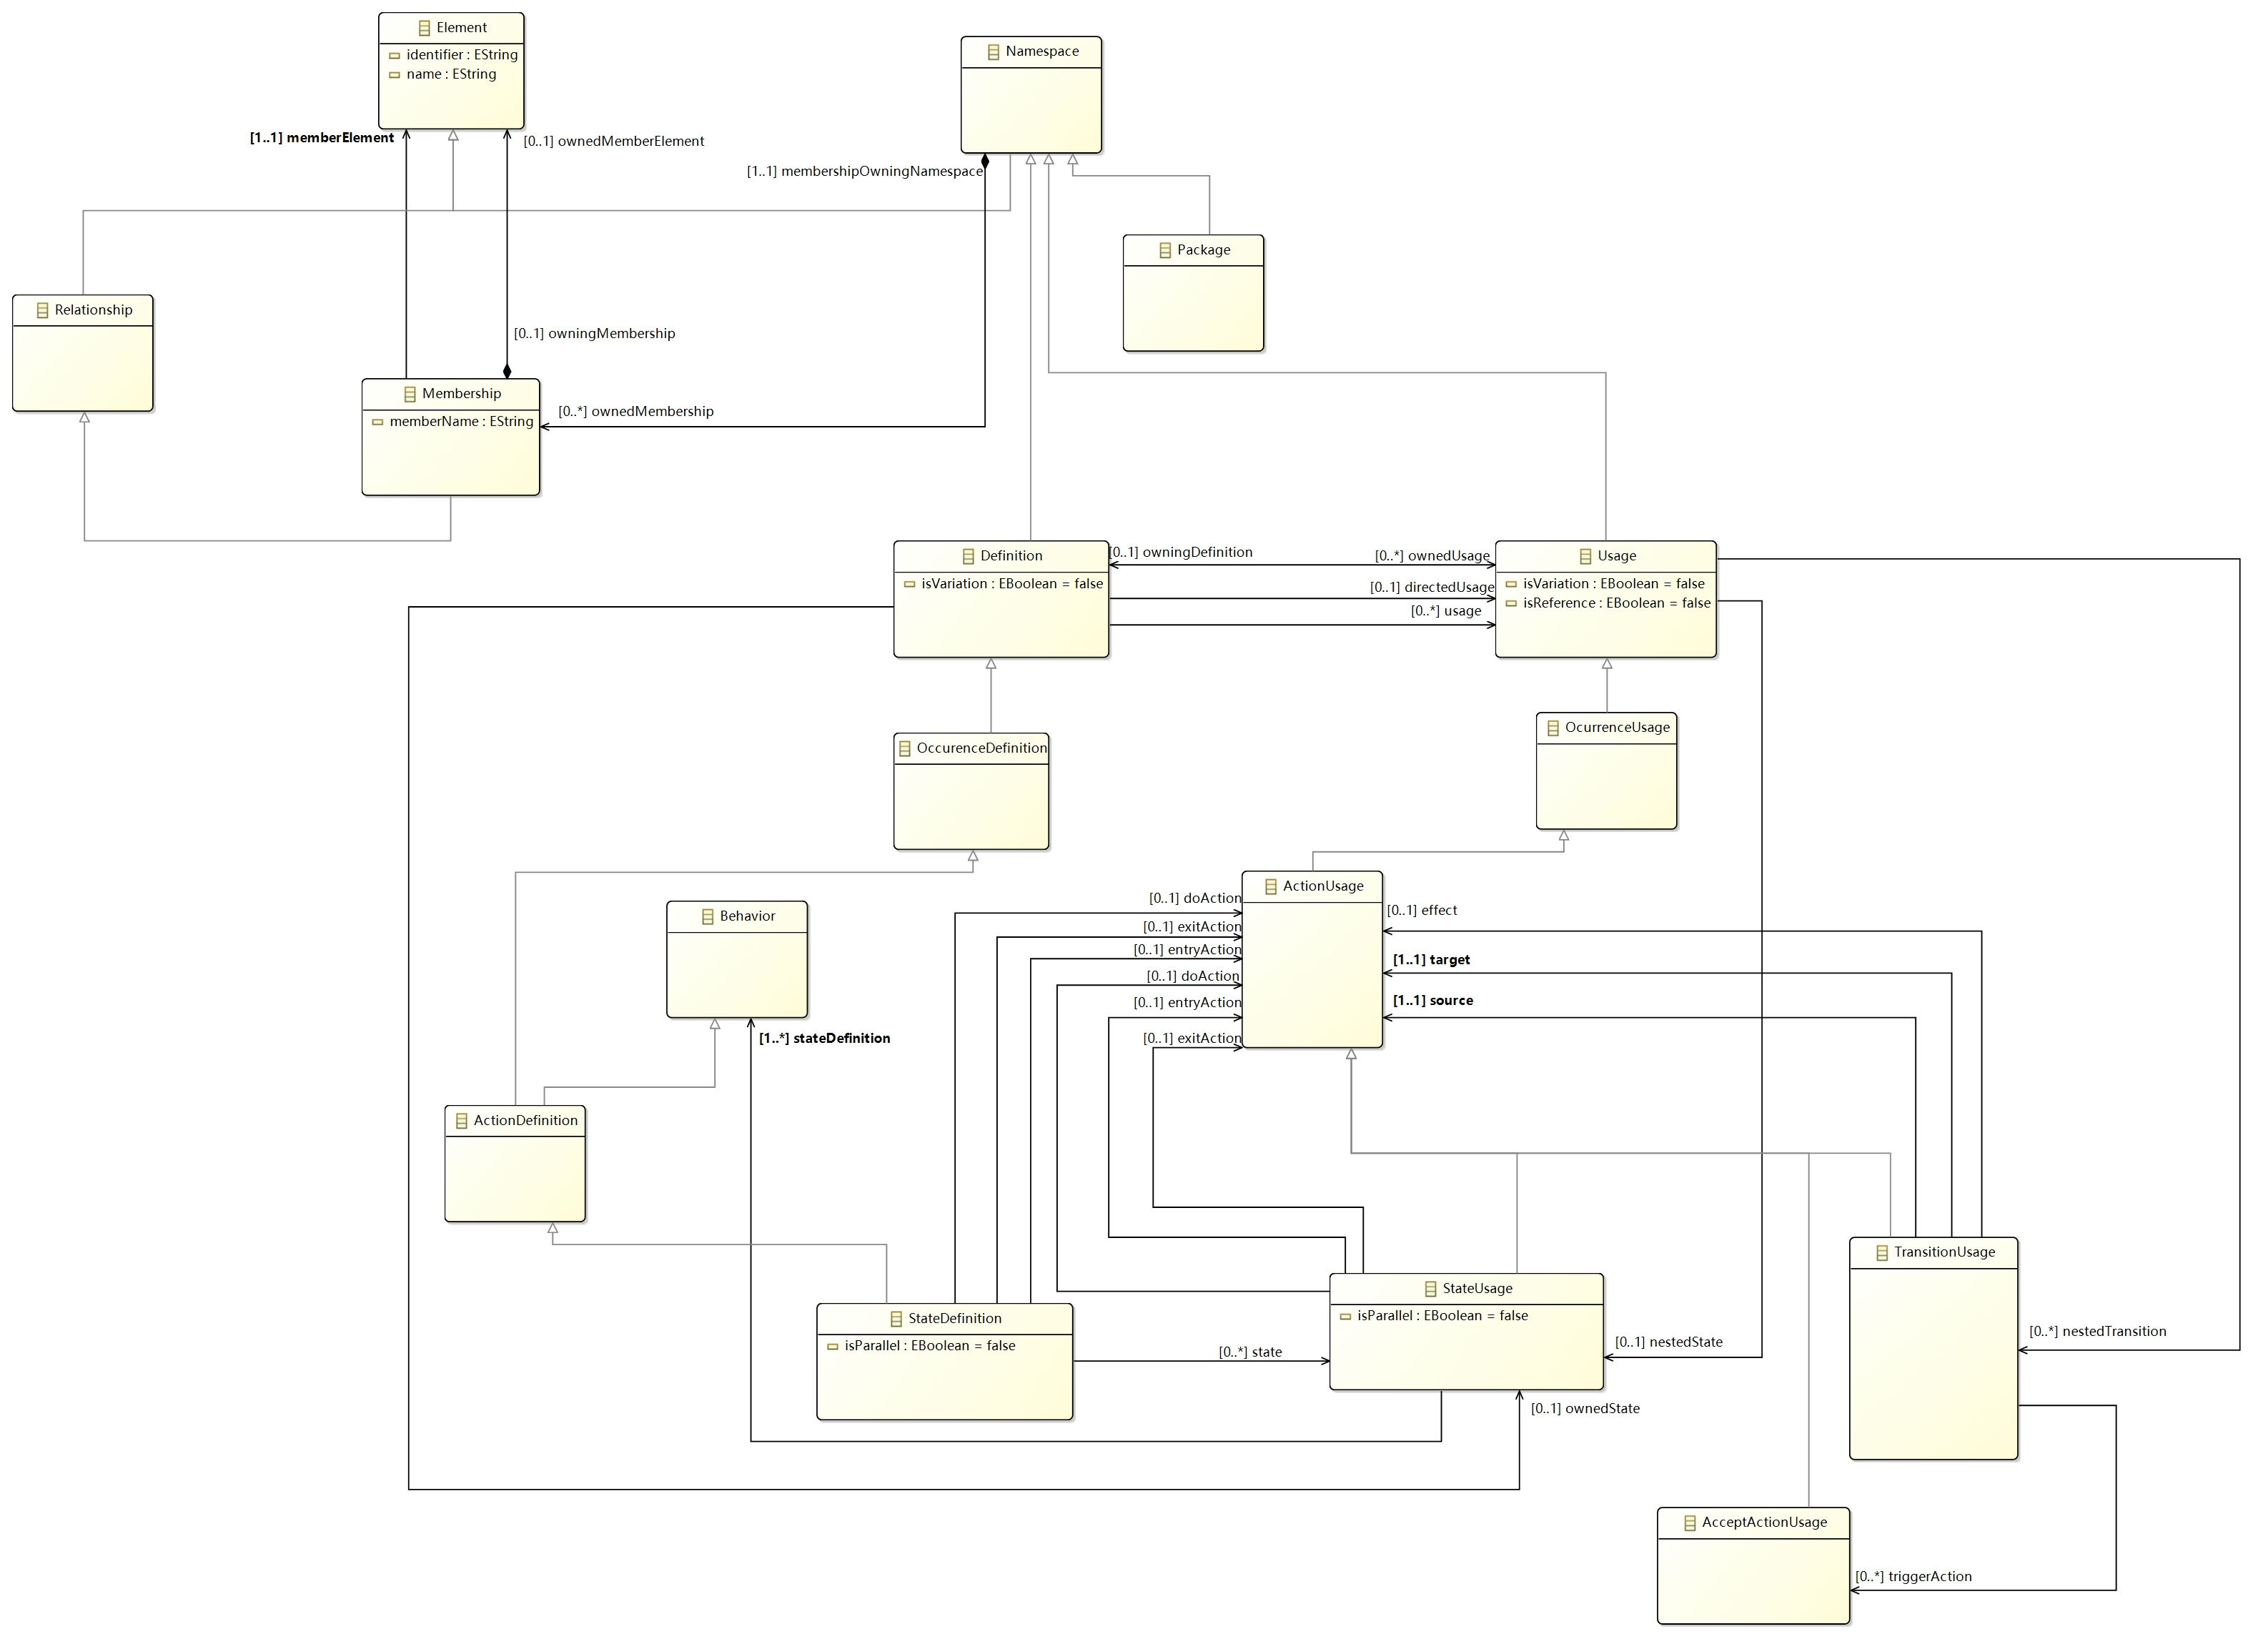 Element
identifier : EString
name : EString
Namespace
[1..1] memberElement
[0..1] ownedMemberElement
[1..1] membershipOwningNamespace
Package
Relationship
[0..1] owningMembership
Membership
memberName : EString
[0..*] ownedMembership
Definition
isVariation : EBoolean = false
[0..1] owningDefinition
[0..*] ownedUsage
[0..1] directedUsage
[0..*] usage
Usage
isVariation : EBoolean = false
isReference : EBoolean = false
OccurenceDefinition
OcurrenceUsage
Behavior
ActionUsage
[0..1] doAction
[0..1] exitAction
[0..1] entryAction
[0..1] doAction
[0..1] entryAction
[0..1] exitAction
[0..1] effect
[1..1] target
[1..1] source
[1..*] stateDefinition
ActionDefinition
TransitionUsage
StateUsage
isParallel : EBoolean = false
StateDefinition
isParallel : EBoolean = false
[0..*] state
[0..1] nestedState
[0..*] nestedTransition
[0..1] ownedState
AcceptActionUsage
[0..*] triggerAction